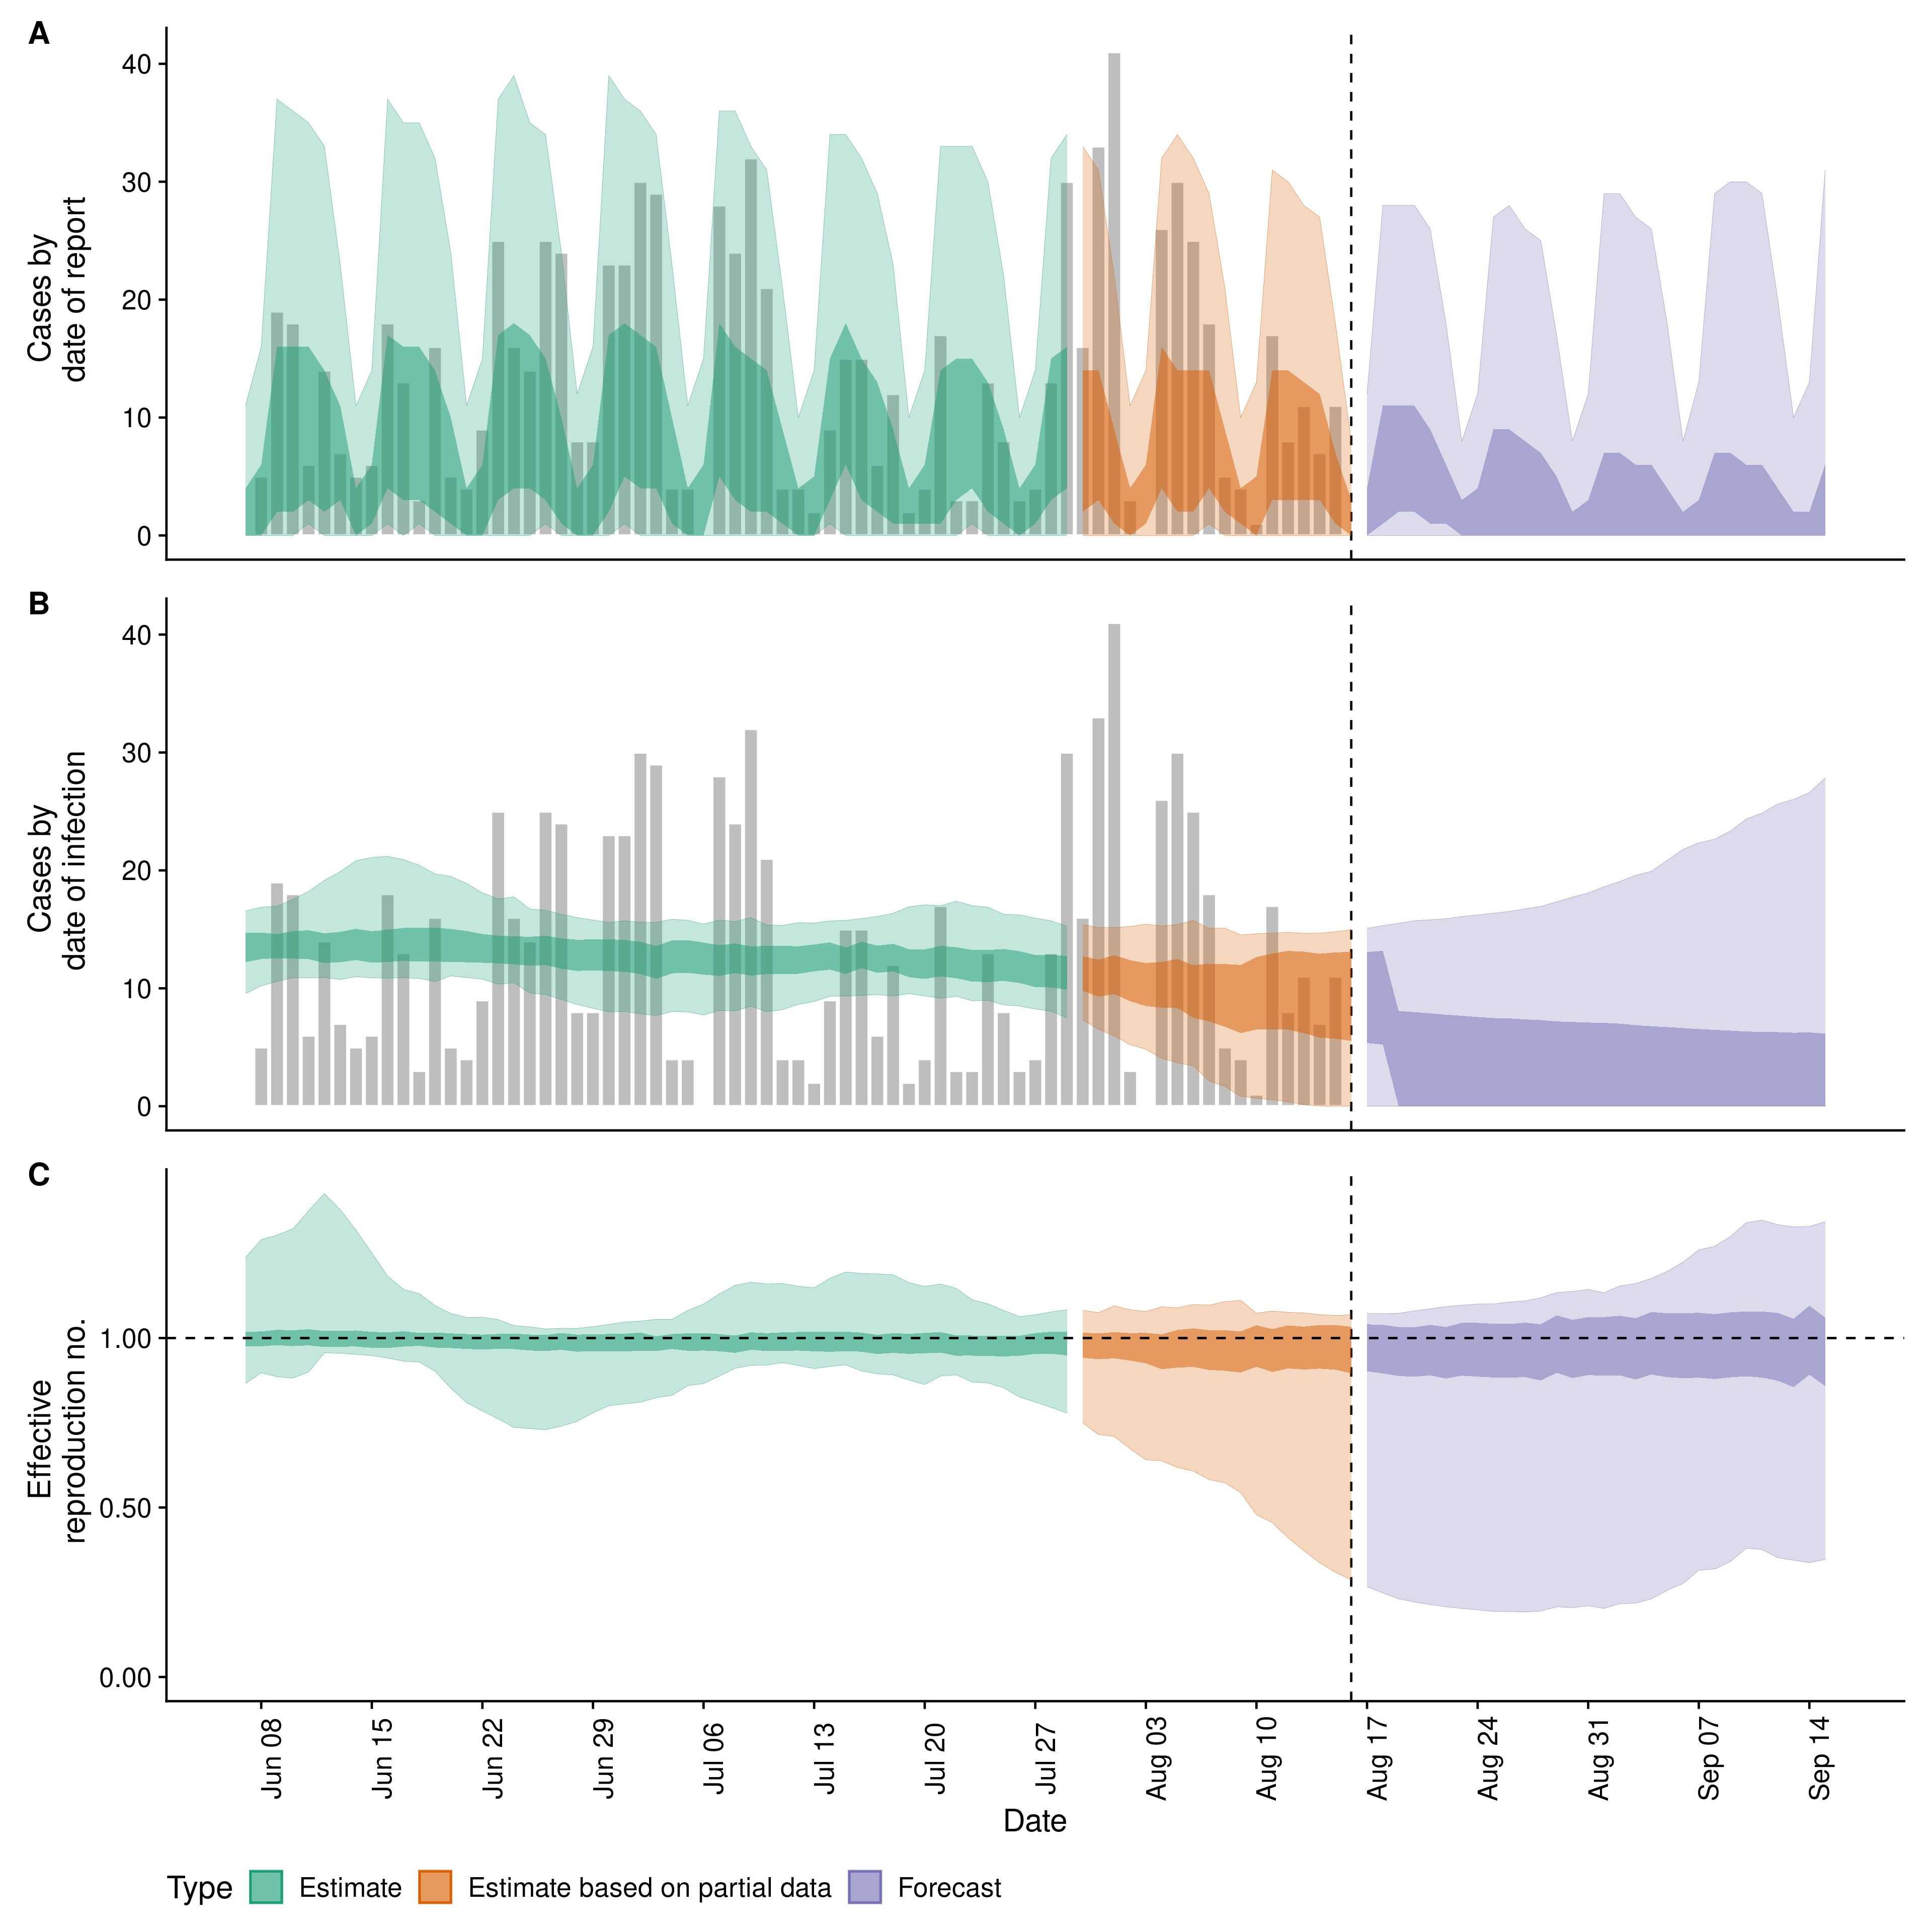 A
40
30
20
10
0
Cases by
date of report
B
40
30
20
10
0
Cases by
date of infection
C
1.00
0.50
0.00
Effective
reproduction no.
Jun 08
Jun 15
Jun 22
Jun 29
Jul 06
Jul 13
Jul 20
Jul 27
Aug 03
Aug 10
Aug 17
Aug 24
Aug 31
Sep 07
Sep 14
Date
Type Estimate Estimate based on partial data Forecast